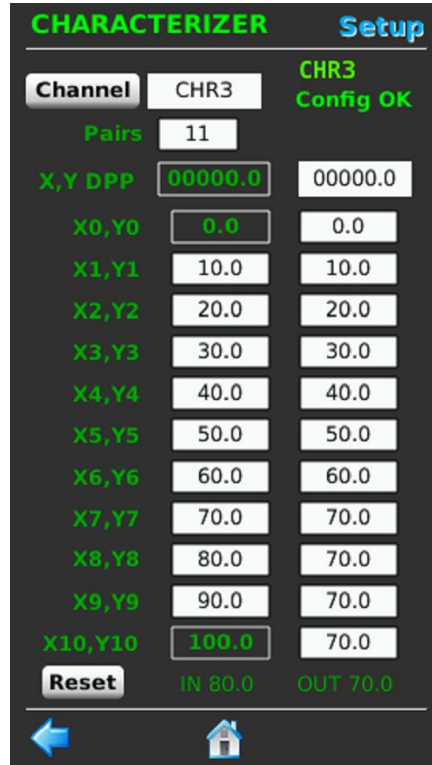 CHARACTERIZER Setup
CHR3
Channel CHR3 Config OK
Pairs 11
X,Y DPP 00000.0 00000.0
X0,Y0 0.0 0.0
X1,Y1 10.0 10.0
X2,Y2 20.0 20.0
X3,Y3 30.0 30.0
X4,Y4 40.0 40.0
X5,Y5 50.0 50.0
X6,Y6 60.0 60.0
X7,Y7 70.0 70.0
X8,Y8 80.0 70.0
X9,Y9 90.0 70.0
X10,Y10 100.0 70.0
Reset IN 80.0 OUT 70.0